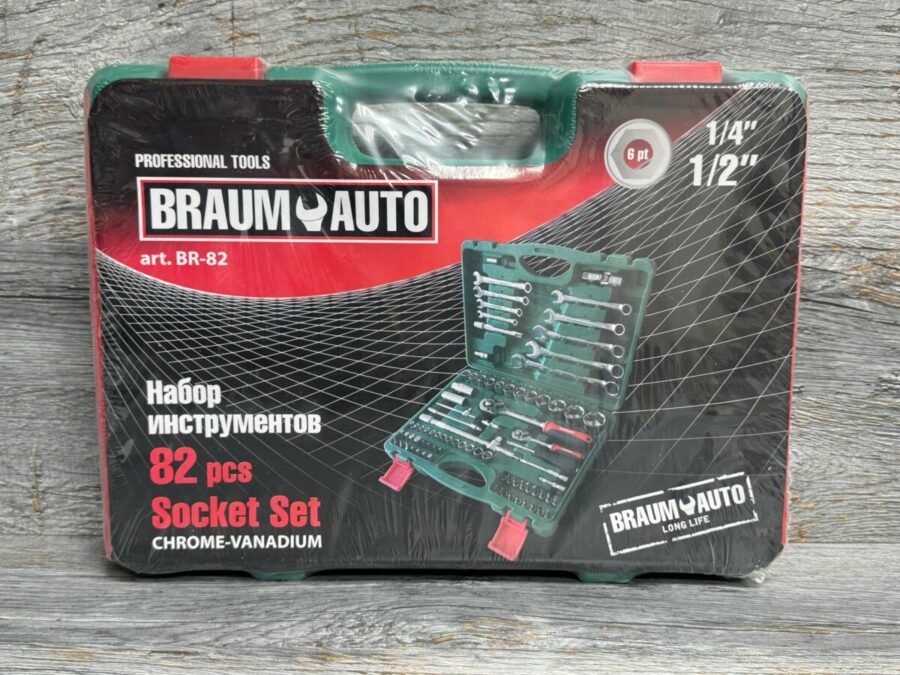 PROFESSIONAL TOOLS
BRAUM AUTO
art. BR-82
6 pt
1/4"
1/2"
Набор
инструментов
82 pcs
Socket Set
CHROME-VANADIUM
BRAUM AUTO
LONG LIFE